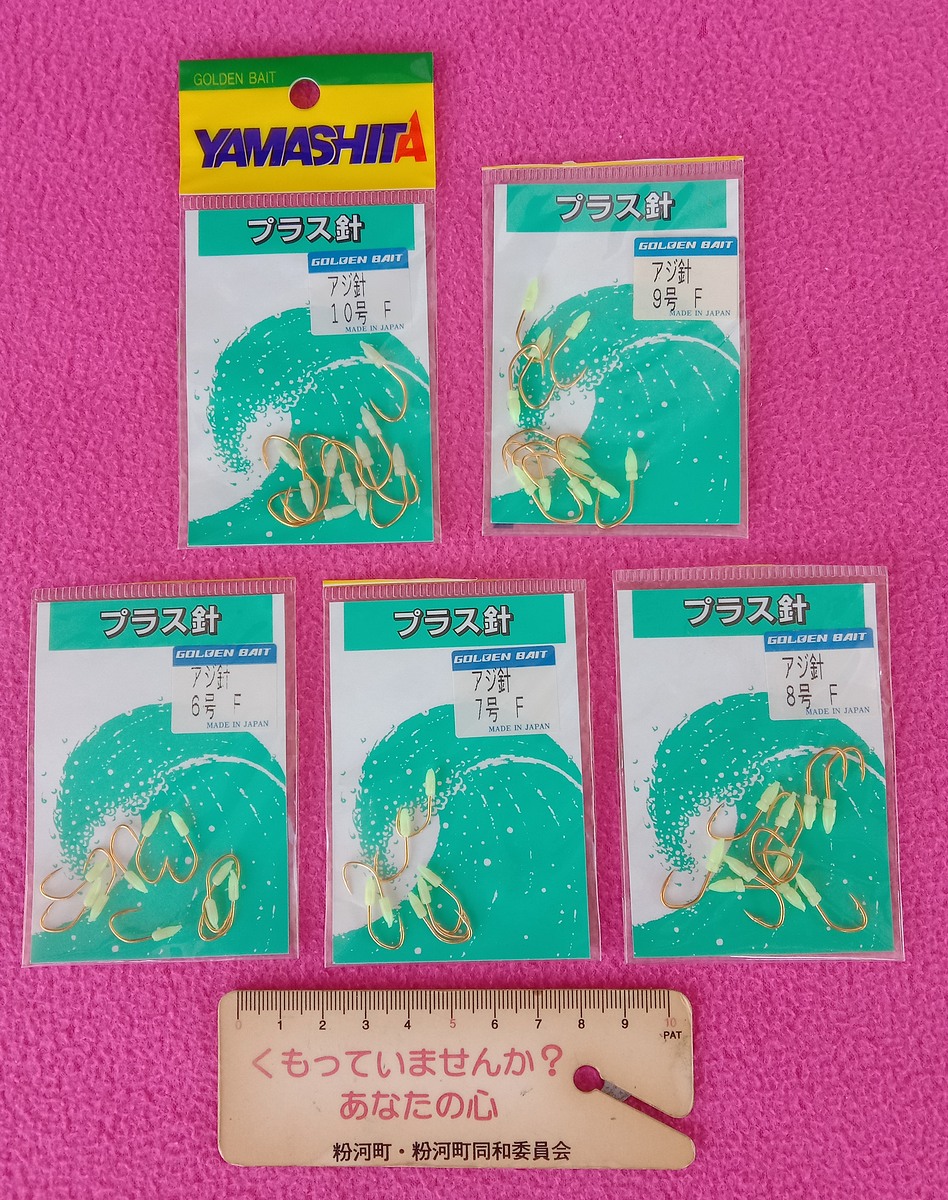 GOLDEN BAIT
YAMASHITA
プラス針
GOLDEN BAIT
アジ針
10号 F
MADE IN JAPAN
プラス針
GOLDEN BAIT
アジ針
9号 F
MADE IN JAPAN
プラス針
GOLDEN BAIT
アジ針
6号 F
MADE IN JAPAN
プラス針
GOLDEN BAIT
アジ針
7号 F
MADE IN JAPAN
プラス針
GOLDEN BAIT
アジ針
8号 F
MADE IN JAPAN
0 1 2 3 4 5 6 7 8 9 10
PAT
くもっていませんか？
あなたの心
粉河町・粉河町同和委員会